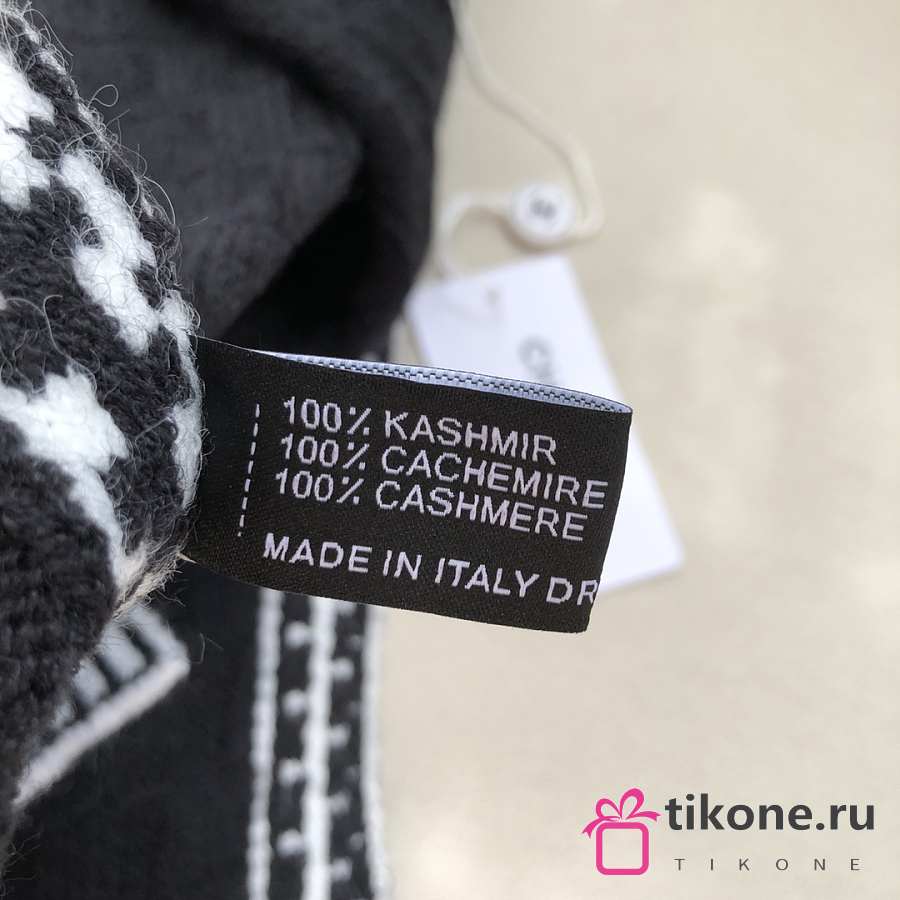 100% KASHMIR
100% CACHEMIRE
100% CASHMERE
MADE IN ITALY DR
tikone.ru
TIKONE